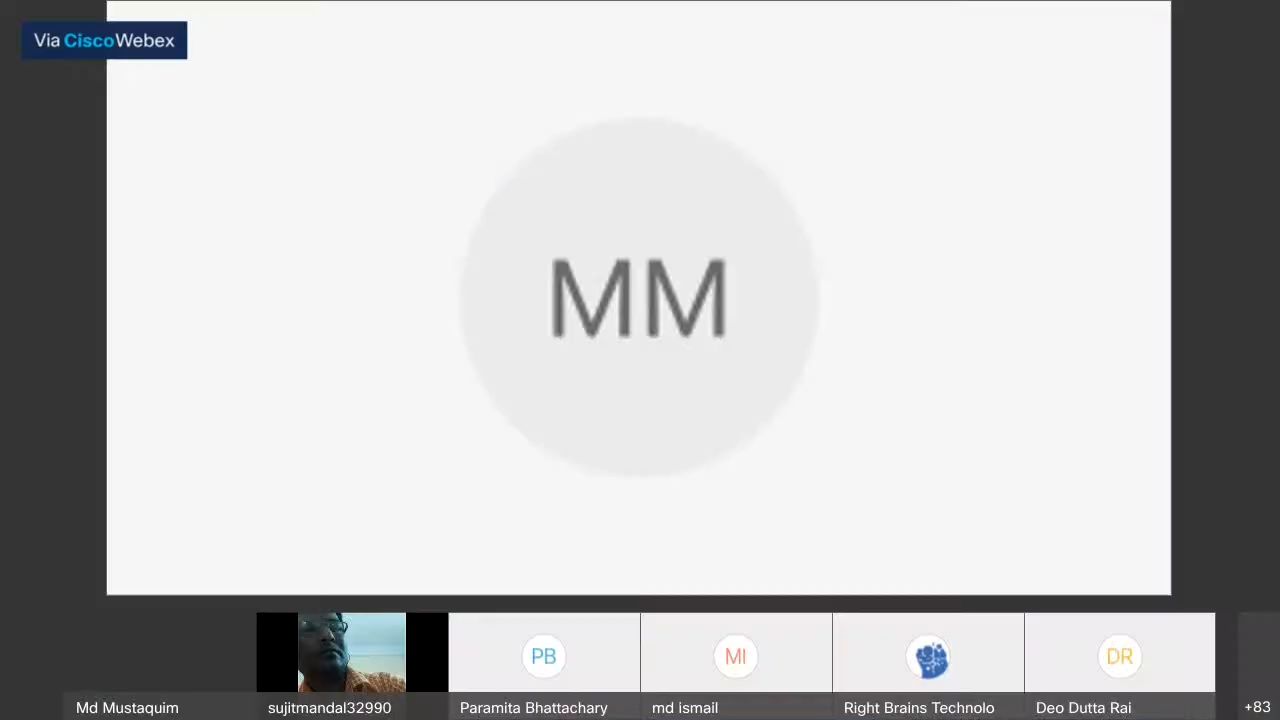 Via CiscoWebex
MM
PB
MI
DR
Md Mustaquim
sujitmandal32990
Paramita Bhattachary
md ismail
Right Brains Technolo
Deo Dutta Rai
+83